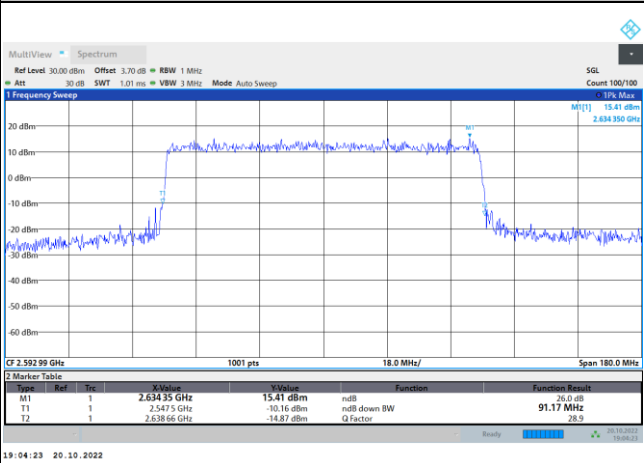 MultiView Spectrum
Ref Level 30.00 dBm Offset 3.70 dB RBW 1 MHz SGL
Att 30 dB SWT 1.01 ms VBW 3 MHz Mode Auto Sweep Count 100/100
1 Frequency Sweep 1Pk Max
M1[1] 15.41 dBm
2.634 350 GHz
20 dBm
M1
10 dBm
0 dBm
T1
-10 dBm
-20 dBm
-30 dBm
-50 dBm
-60 dBm
CF 2.592 99 GHz 1001 pts 18.0 MHz/ Span 180.0 MHz
2 Marker Table
Type Ref Trc X-Value Y-Value Function Function Result
M1 1 2.634 35 GHz 15.41 dBm ndB 26.0 dB
T1 1 2.547 5 GHz -10.16 dBm ndB down BW 91.17 MHz
T2 1 2.638 66 GHz -14.87 dBm Q Factor 28.9
Ready 20.10.2022
19:04:23
19:04:23 20.10.2022